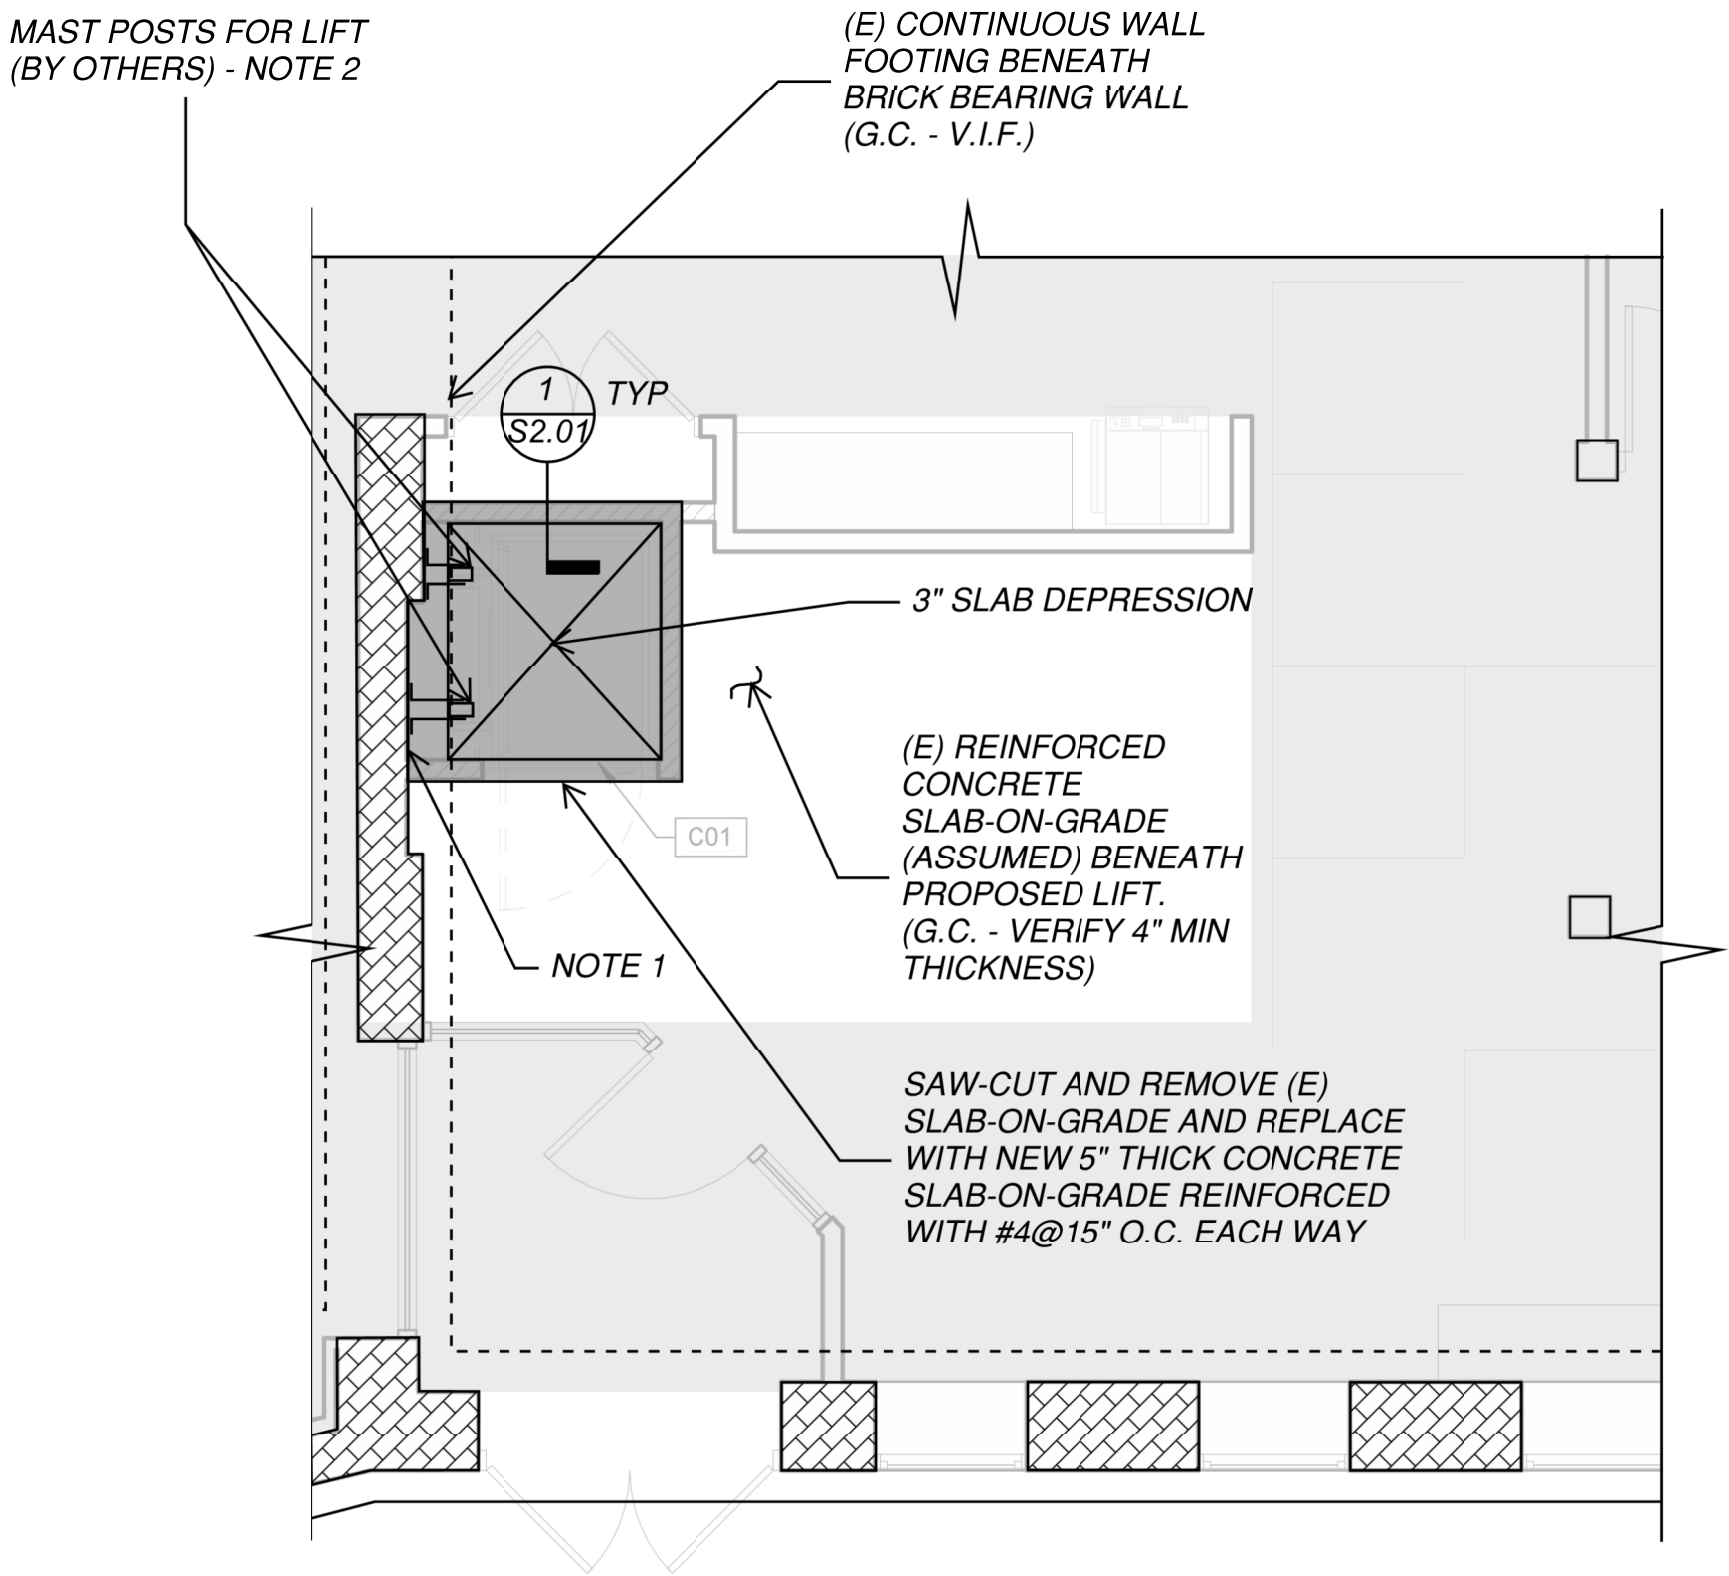 MAST POSTS FOR LIFT
(BY OTHERS) - NOTE 2
(E) CONTINUOUS WALL
FOOTING BENEATH
BRICK BEARING WALL
(G.C. - V.I.F.)
1
S2.01
TYP
3" SLAB DEPRESSION
(E) REINFORCED
CONCRETE
SLAB-ON-GRADE
(ASSUMED) BENEATH
PROPOSED LIFT.
(G.C. - VERIFY 4" MIN
THICKNESS)
C01
NOTE 1
SAW-CUT AND REMOVE (E)
SLAB-ON-GRADE AND REPLACE
WITH NEW 5" THICK CONCRETE
SLAB-ON-GRADE REINFORCED
WITH #4@15" O.C. EACH WAY